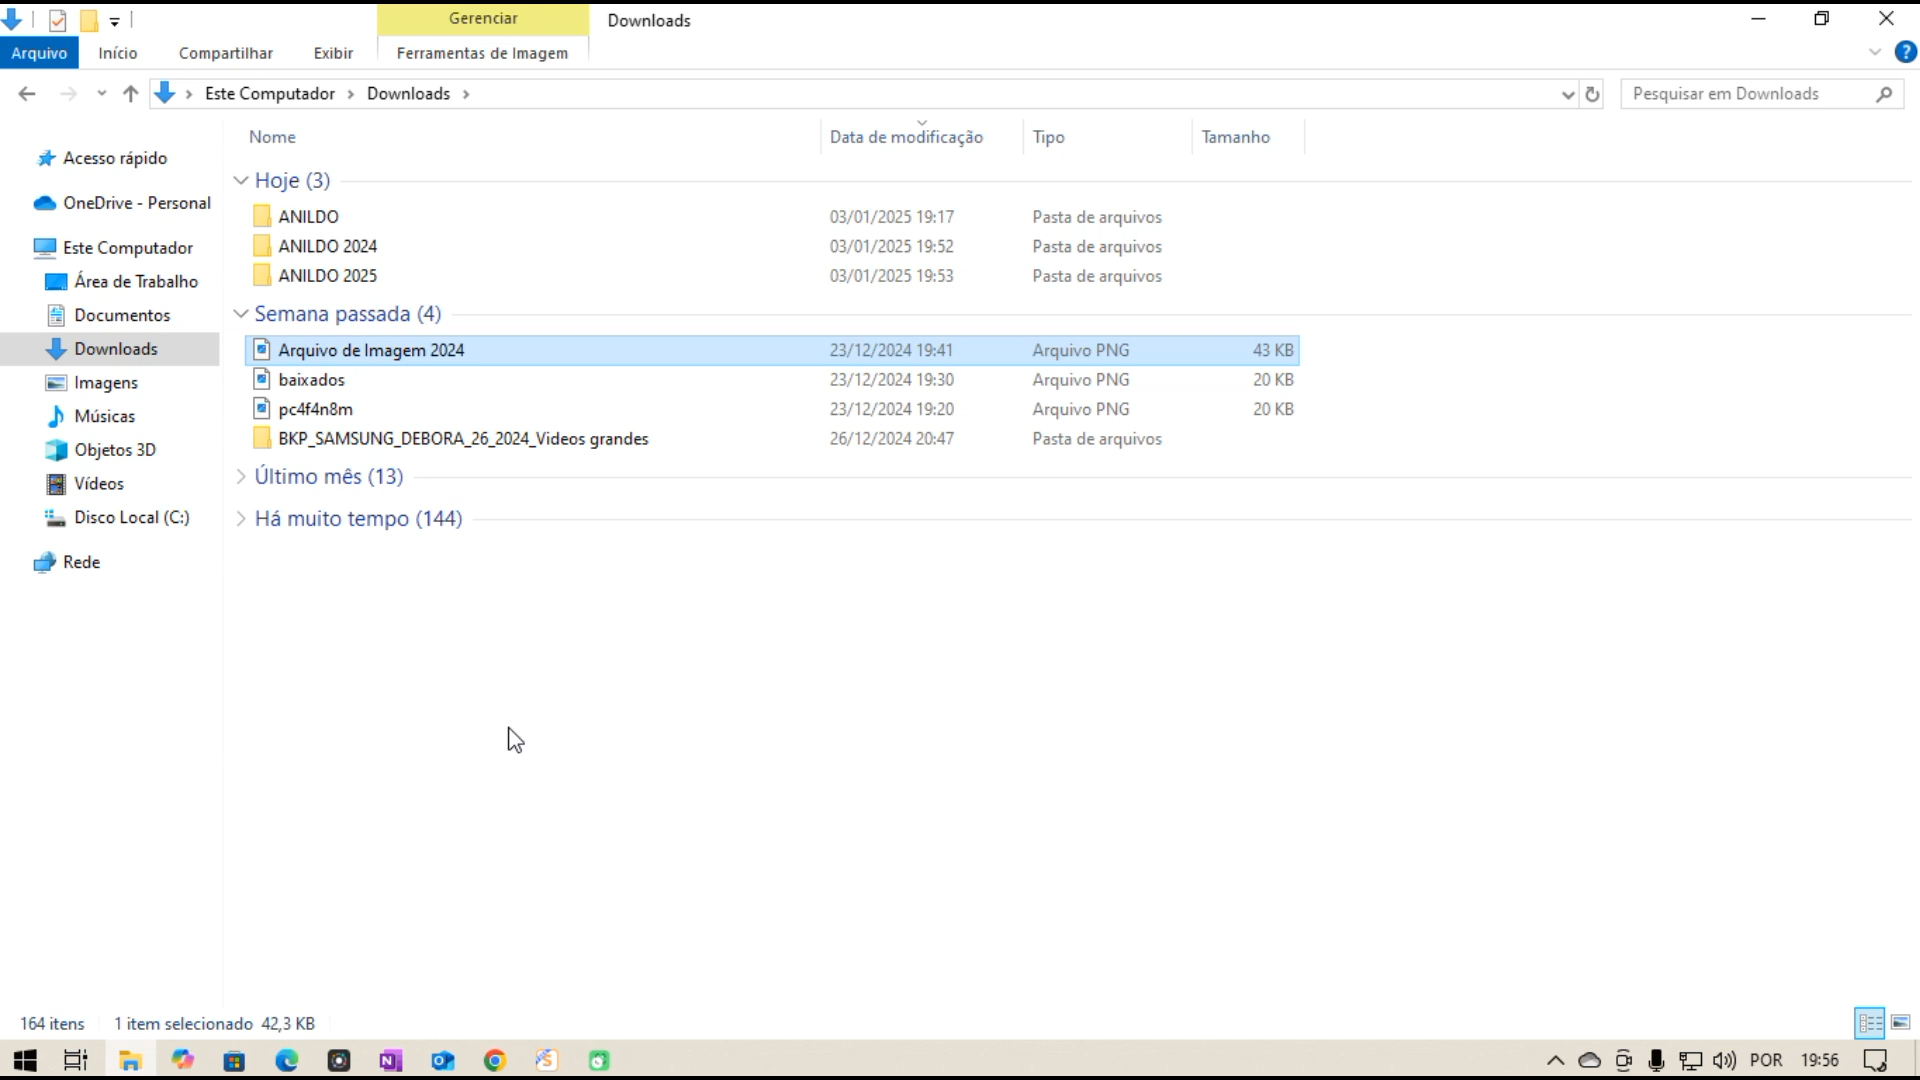 Gerenciar
Downloads
Arquivo
Início
Compartilhar
Exibir
Ferramentas de Imagem
?
Este Computador
Downloads
Pesquisar em Downloads
Nome
Data de modificação
Tipo
Tamanho
Acesso rápido
OneDrive - Personal
Este Computador
Área de Trabalho
Documentos
Downloads
Imagens
Músicas
Objetos 3D
Vídeos
Disco Local (C:)
Rede
Hoje (3)
ANILDO 03/01/2025 19:17 Pasta de arquivos
ANILDO 2024 03/01/2025 19:52 Pasta de arquivos
ANILDO 2025 03/01/2025 19:53 Pasta de arquivos
Semana passada (4)
Arquivo de Imagem 2024 23/12/2024 19:41 Arquivo PNG 43 KB
baixados 23/12/2024 19:30 Arquivo PNG 20 KB
pc4f4n8m 23/12/2024 19:20 Arquivo PNG 20 KB
BKP_SAMSUNG_DEBORA_26_2024_Videos grandes 26/12/2024 20:47 Pasta de arquivos
Último mês (13)
Há muito tempo (144)
164 itens 1 item selecionado 42,3 KB
POR 19:56